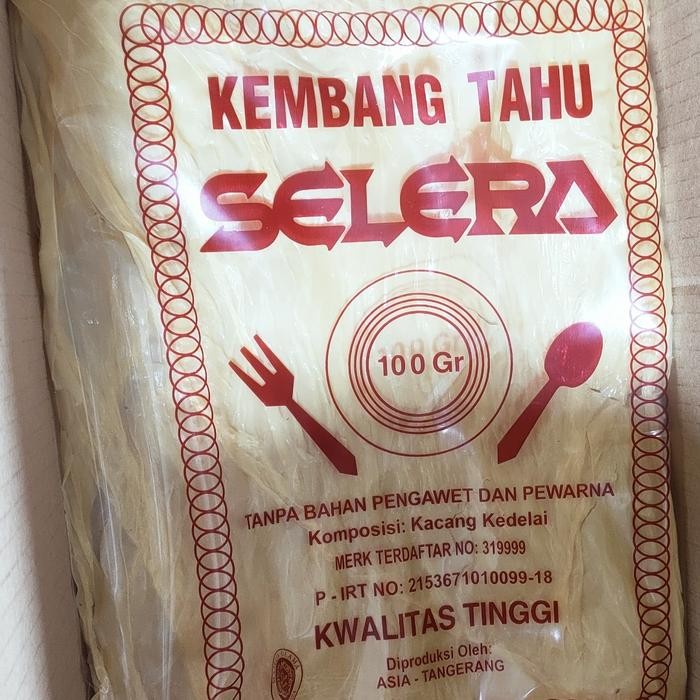 KEMBANG TAHU
SELERA
100 Gr
TANPA BAHAN PENGAWET DAN PEWARNA
Komposisi: Kacang Kedelai
MERK TERDAFTAR NO: 319999
P - IRT NO: 2153671010099-18
KWALITAS TINGGI
Diproduksi Oleh:
ASIA - TANGERANG